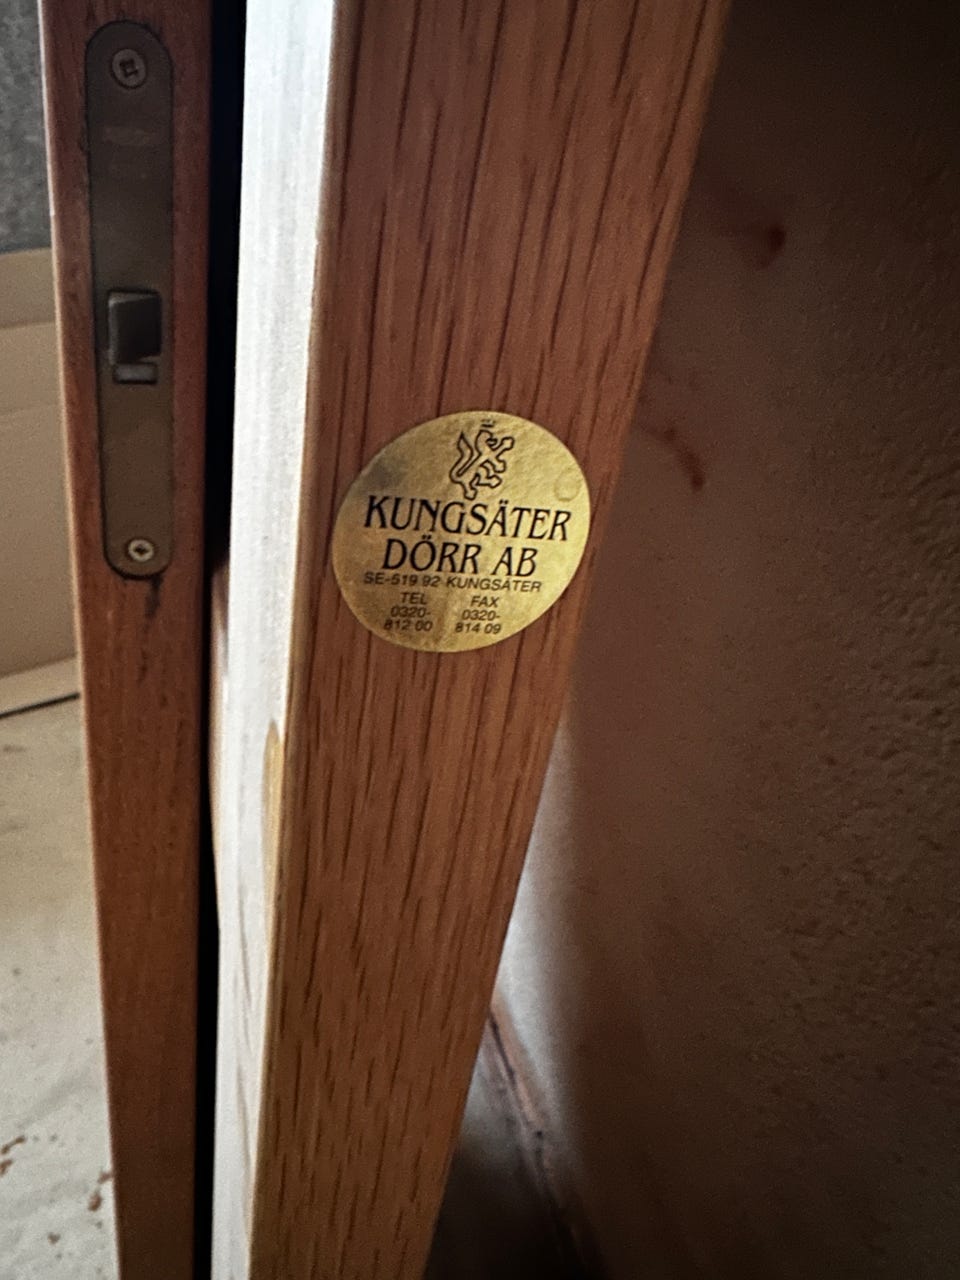 KUNGSÄTER
DÖRR AB
SE-519 92 KUNGSÄTER
TEL FAX
0320- 0320-
812 00 814 09